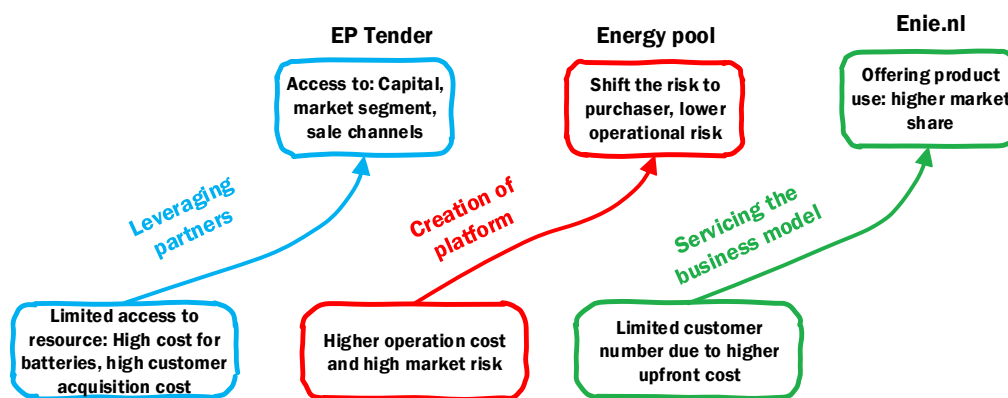 EP Tender
Energy pool
Enie.nl
Access to: Capital,
market segment,
sale channels
Shift the risk to
purchaser, lower
operational risk
Offering product
use: higher market
share
Leveraging
partners
Creation of
platform
Servicing the
business model
Limited access to
resource: High cost for
batteries, high customer
acquisition cost
Higher operation cost
and high market risk
Limited customer
number due to higher
upfront cost